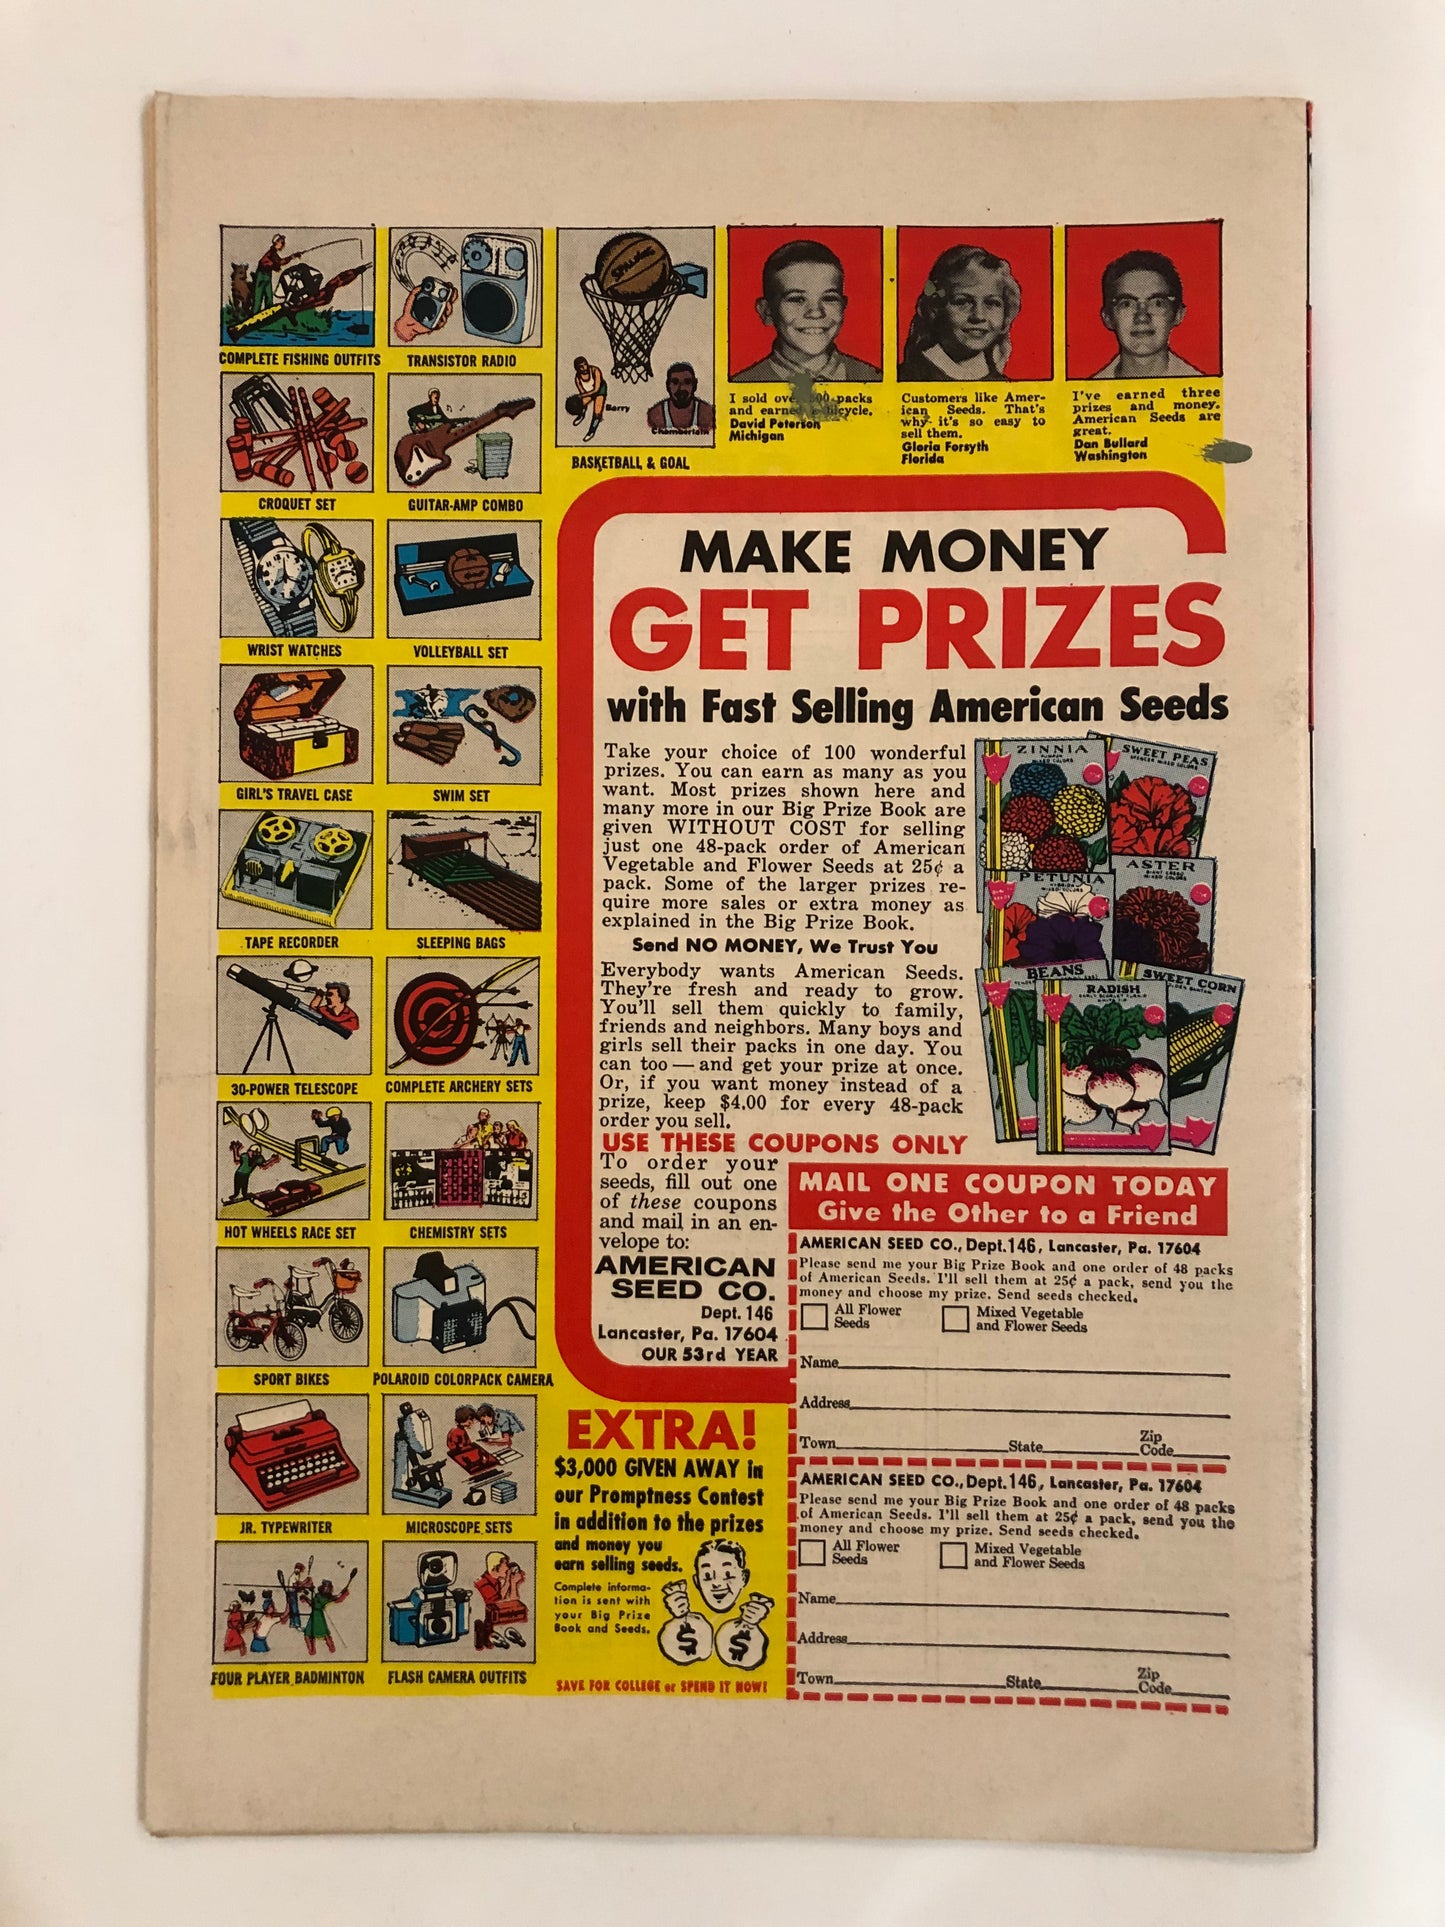 COMPLETE FISHING OUTFITS
TRANSISTOR RADIO
SPALDING
Barry
Chamberlain
BASKETBALL & GOAL
CROQUET SET
GUITAR-AMP COMBO
WRIST WATCHES
VOLLEYBALL SET
GIRL'S TRAVEL CASE
SWIM SET
TAPE RECORDER
SLEEPING BAGS
30-POWER TELESCOPE
COMPLETE ARCHERY SETS
HOT WHEELS RACE SET
CHEMISTRY SETS
SPORT BIKES
POLAROID COLORPACK CAMERA
JR. TYPEWRITER
MICROSCOPE SETS
FOUR PLAYER BADMINTON
FLASH CAMERA OUTFITS
I sold over 500 packs
and earned a bicycle.
David Peterson
Michigan
Customers like Amer-
ican Seeds. That's
why it's so easy to
sell them.
Gloria Forsyth
Florida
I've earned three
prizes and money.
American Seeds are
great.
Dan Bullard
Washington
MAKE MONEY
GET PRIZES
with Fast Selling American Seeds
Take your choice of 100 wonderful
prizes. You can earn as many as you
want. Most prizes shown here and
many more in our Big Prize Book are
given WITHOUT COST for selling
just one 48-pack order of American
Vegetable and Flower Seeds at 25¢ a
pack. Some of the larger prizes re-
quire more sales or extra money as
explained in the Big Prize Book.
Send NO MONEY, We Trust You
Everybody wants American Seeds.
They're fresh and ready to grow.
You'll sell them quickly to family,
friends and neighbors. Many boys and
girls sell their packs in one day. You
can too — and get your prize at once.
Or, if you want money instead of a
prize, keep $4.00 for every 48-pack
order you sell.
ZINNIA
MIXED COLORS
SWEET PEAS
SPENCER MIXED COLORS
PETUNIA
MIXED COLORS
ASTER
MIXED COLORS
BEANS
RADISH
SWEET CORN
USE THESE COUPONS ONLY
To order your
seeds, fill out one
of these coupons
and mail in an en-
velope to:
AMERICAN
SEED CO.
Dept. 146
Lancaster, Pa. 17604
OUR 53rd YEAR
MAIL ONE COUPON TODAY
Give the Other to a Friend
AMERICAN SEED CO., Dept. 146, Lancaster, Pa. 17604
Please send me your Big Prize Book and one order of 48 packs
of American Seeds. I'll sell them at 25¢ a pack, send you the
money and choose my prize. Send seeds checked.
All Flower
Seeds
Mixed Vegetable
and Flower Seeds
Name
Address
Town State Zip Code
AMERICAN SEED CO., Dept. 146, Lancaster, Pa. 17604
Please send me your Big Prize Book and one order of 48 packs
of American Seeds. I'll sell them at 25¢ a pack, send you the
money and choose my prize. Send seeds checked.
All Flower
Seeds
Mixed Vegetable
and Flower Seeds
Name
Address
Town State Zip Code
EXTRA!
$3,000 GIVEN AWAY in
our Promptness Contest
in addition to the prizes
and money you
earn selling seeds.
Complete informa-
tion is sent with
your Big Prize
Book and Seeds.
$ $
SAVE FOR COLLEGE or SPEND IT NOW!